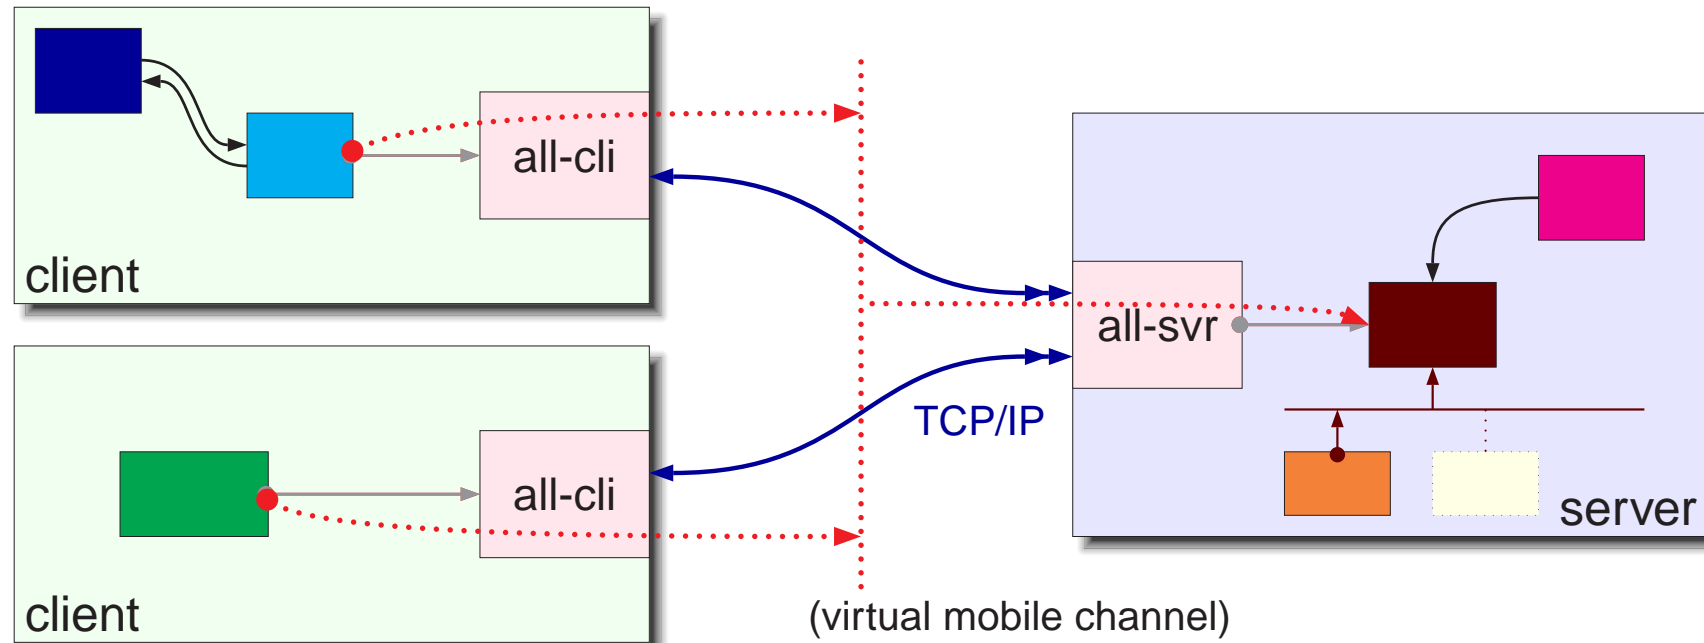 all-cli
client
all-svr
TCP/IP
all-cli
server
client
(virtual mobile channel)